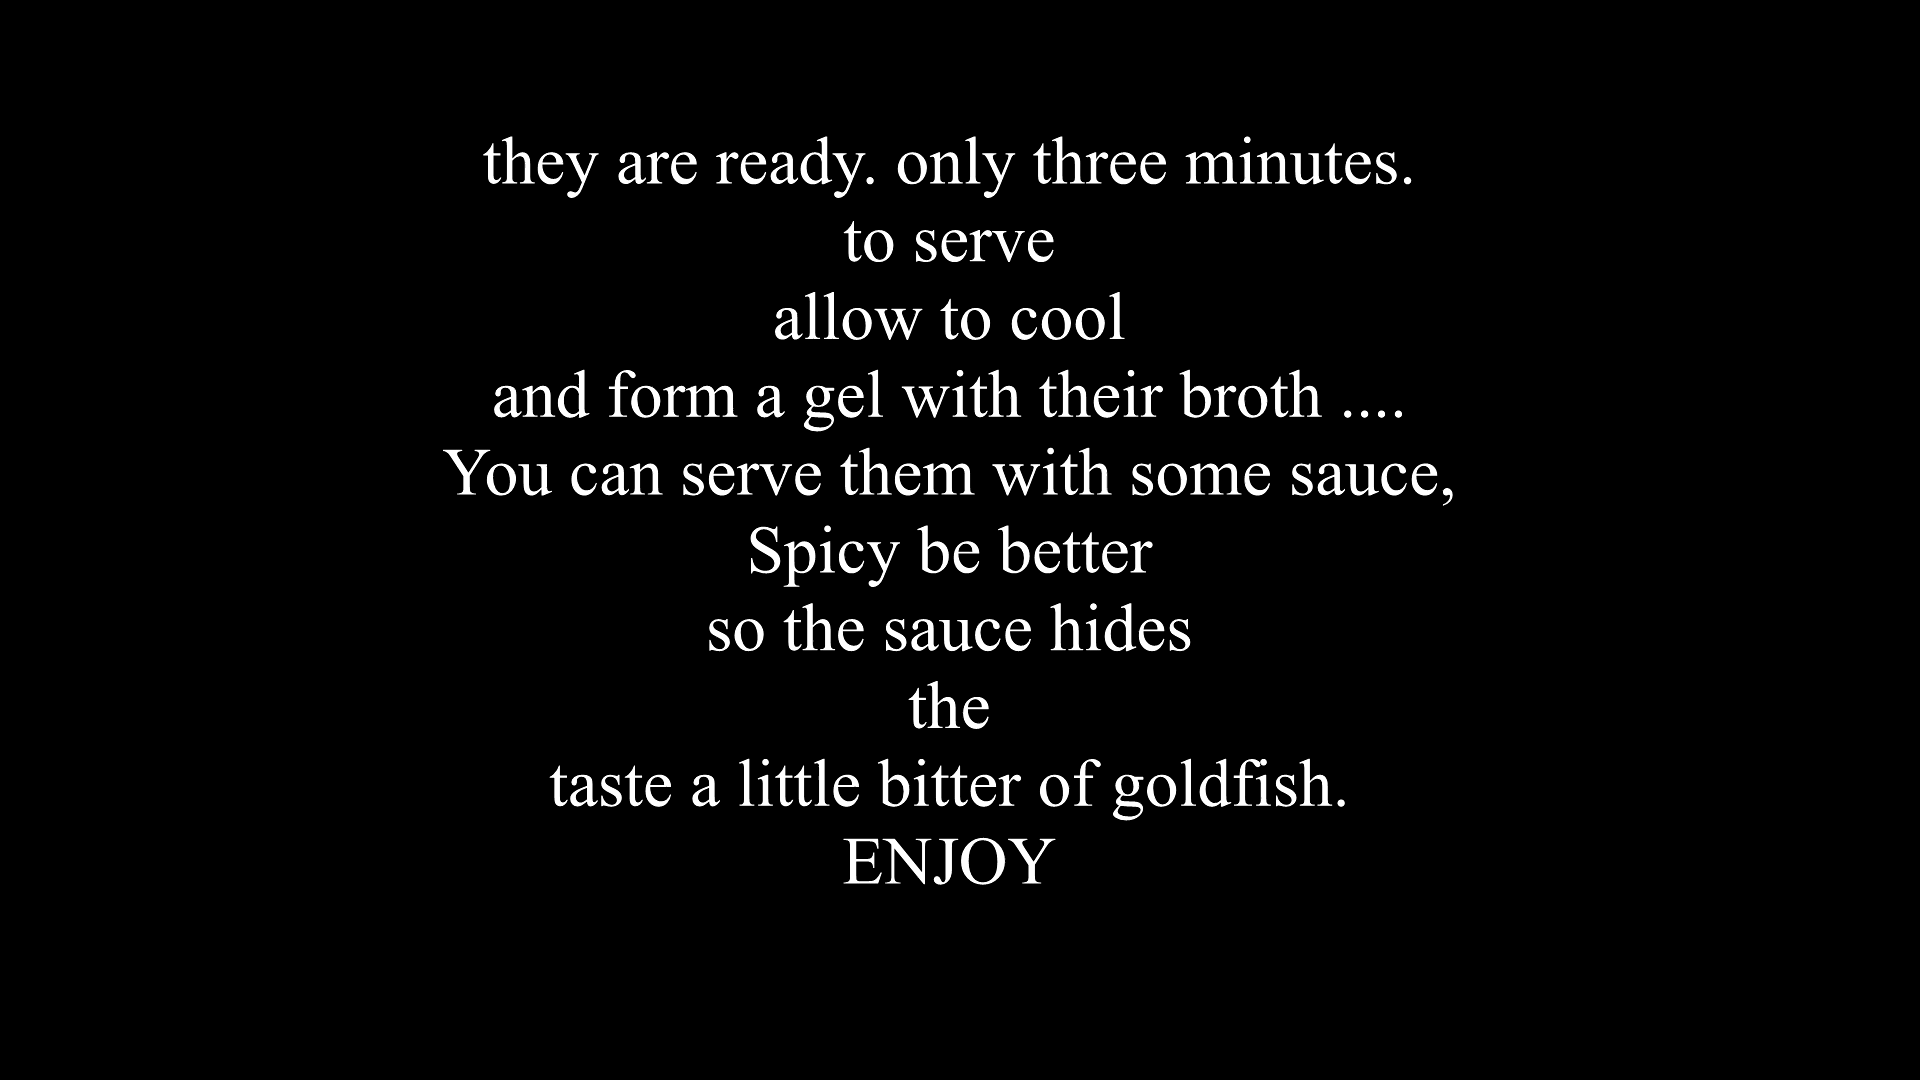 they are ready. only three minutes.
to serve
allow to cool
and form a gel with their broth ....
You can serve them with some sauce,
Spicy be better
so the sauce hides
the
taste a little bitter of goldfish.
ENJOY